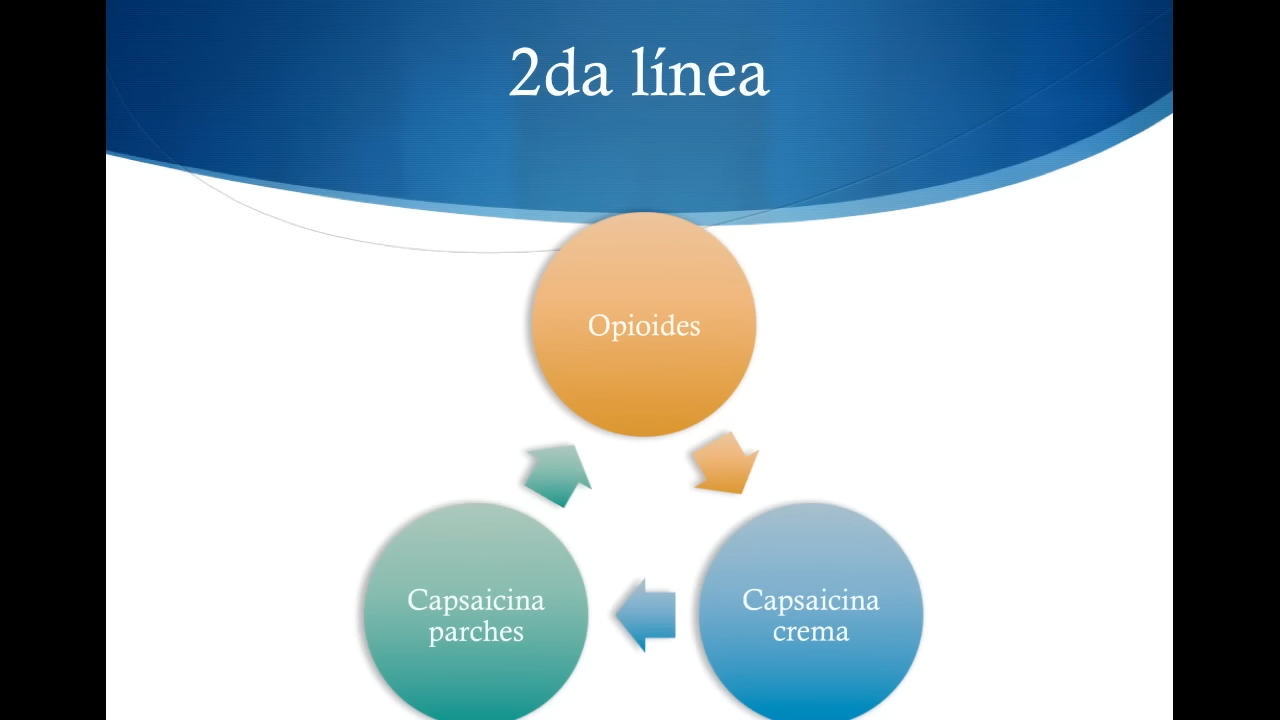 2da línea
Opioides
Capsaicina
parches
Capsaicina
crema